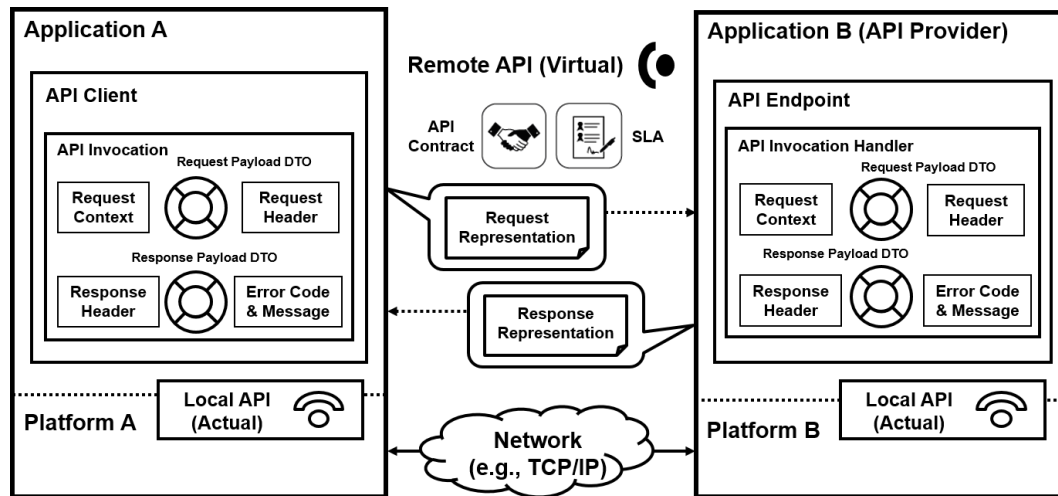 Application A
API Client
API Invocation
Request Payload DTO
Request
Context
Request
Header
Response Payload DTO
Response
Header
Error Code
& Message
Platform A
Local API
(Actual)
Remote API (Virtual)
API
Contract
SLA
Request
Representation
Response
Representation
Network
(e.g., TCP/IP)
Application B (API Provider)
API Endpoint
API Invocation Handler
Request Payload DTO
Request
Context
Request
Header
Response Payload DTO
Response
Header
Error Code
& Message
Platform B
Local API
(Actual)